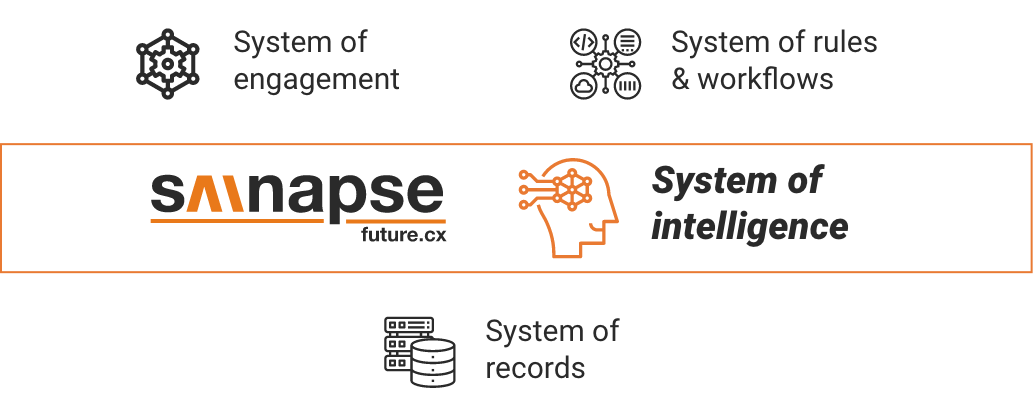 System of
engagement
System of rules
& workflows
saınapse
future.cx
System of
intelligence
System of
records